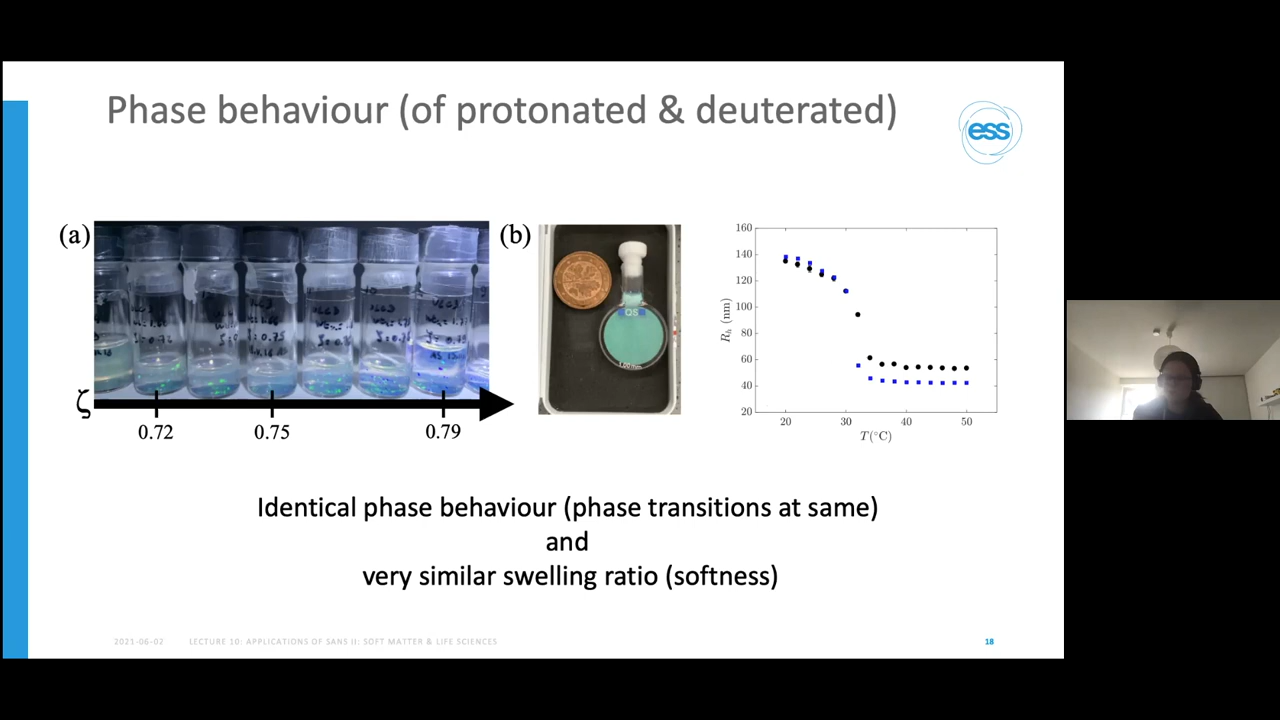 Phase behaviour (of protonated & deuterated)
ess
(a)
(b)
QS
ζ
0.72
0.75
0.79
160
140
120
100
80
60
40
20
R_h (nm)
20
30
40
50
T(°C)
Identical phase behaviour (phase transitions at same)
and
very similar swelling ratio (softness)
2021-06-02 LECTURE 10: APPLICATIONS OF SANS II: SOFT MATTER & LIFE SCIENCES
18